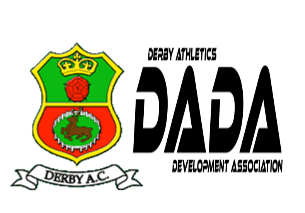 DERBY ATHLETICS
DADA
DEVELOPMENT ASSOCIATION
DERBY A.C.